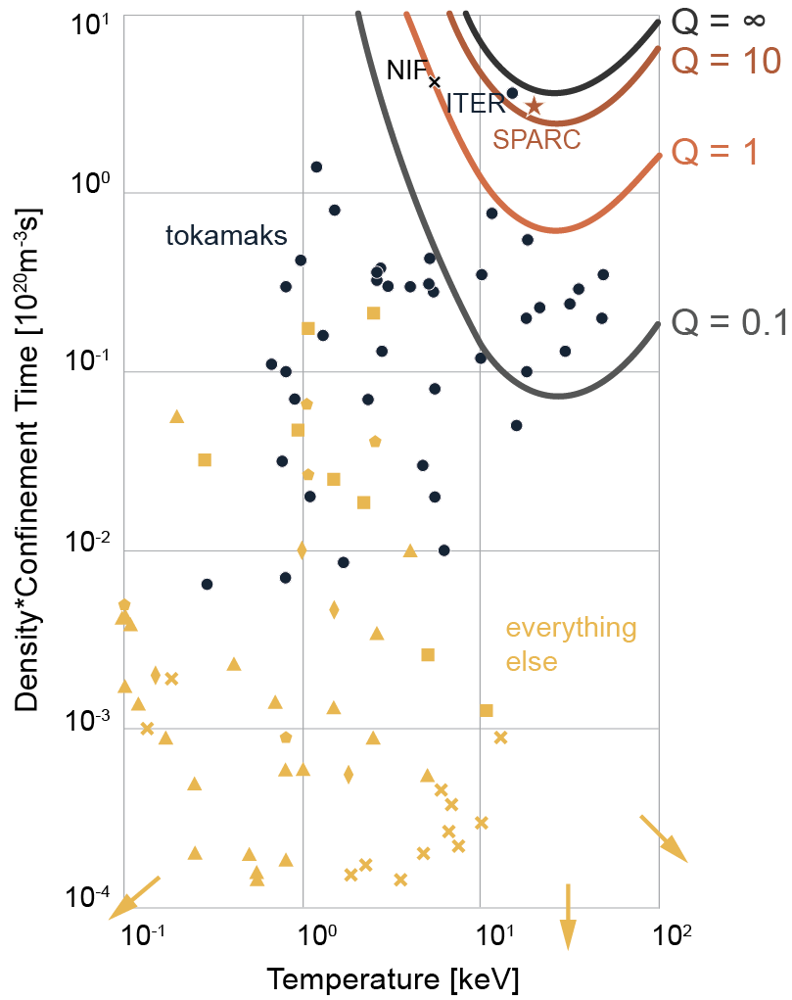 10¹
Q = ∞
Q = 10
NIF
ITER
SPARC
Q = 1
10⁰
tokamaks
Q = 0.1
10⁻¹
10⁻²
everything
else
10⁻³
10⁻⁴
Density*Confinement Time [10²⁰m⁻³s]
10⁻¹ 10⁰ 10¹ 10²
Temperature [keV]